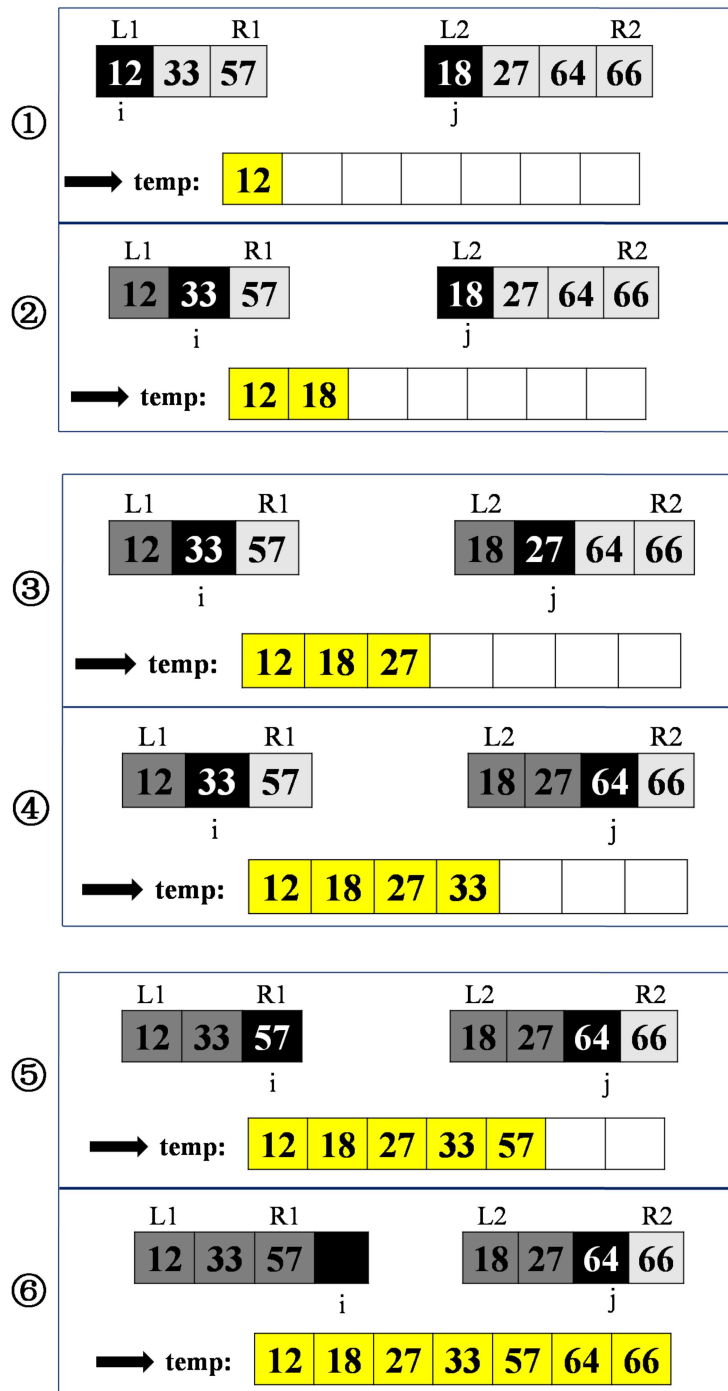 L1 R1 L2 R2
12 33 57 18 27 64 66
i j
①
temp: 12
L1 R1 L2 R2
12 33 57 18 27 64 66
②
i j
temp: 12 18
L1 R1 L2 R2
12 33 57 18 27 64 66
③
i j
temp: 12 18 27
L1 R1 L2 R2
12 33 57 18 27 64 66
④
i j
temp: 12 18 27 33
L1 R1 L2 R2
12 33 57 18 27 64 66
⑤
i j
temp: 12 18 27 33 57
L1 R1 L2 R2
12 33 57 18 27 64 66
⑥
i j
temp: 12 18 27 33 57 64 66